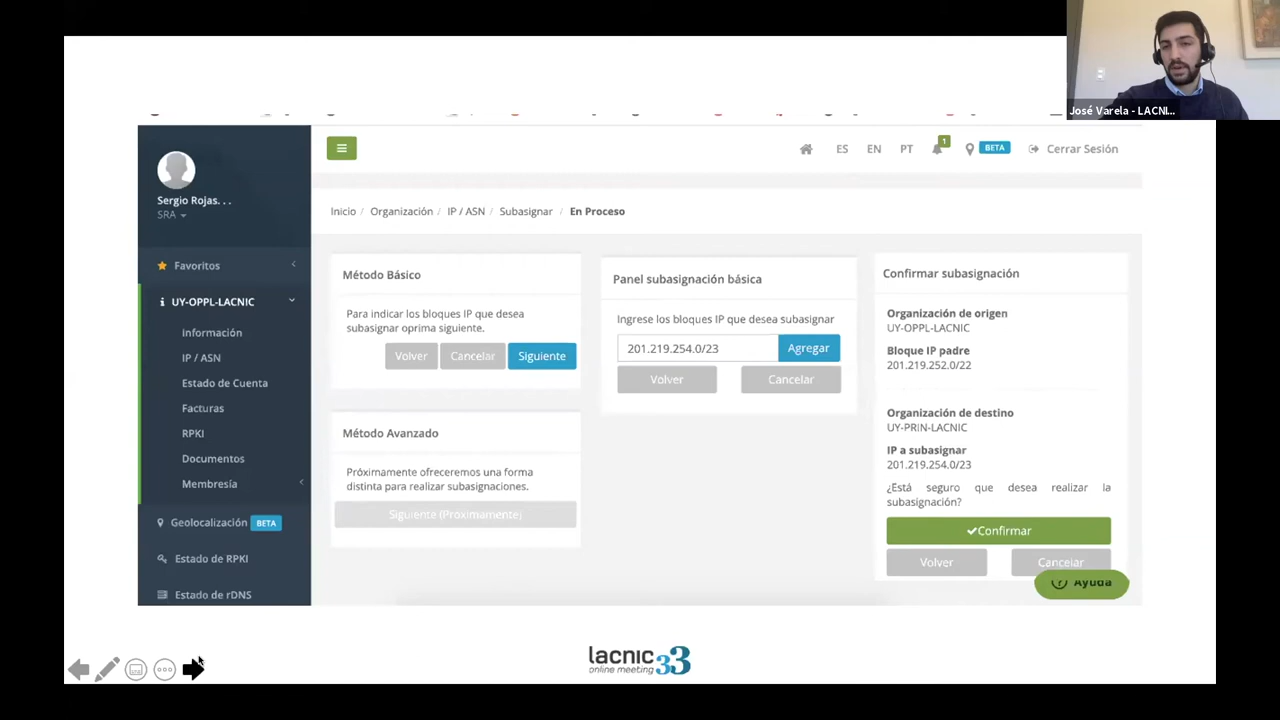 José Varela - LACNI...
Sergio Rojas. . .
SRA
ES EN PT 1 BETA Cerrar Sesión
Inicio / Organización / IP / ASN / Subasignar / En Proceso
Favoritos
UY-OPPL-LACNIC
Información
IP / ASN
Estado de Cuenta
Facturas
RPKI
Documentos
Membresía
Geolocalización BETA
Estado de RPKI
Estado de rDNS
Método Básico
Para indicar los bloques IP que desea
subasignar oprima siguiente.
Volver Cancelar Siguiente
Método Avanzado
Próximamente ofreceremos una forma
distinta para realizar subasignaciones.
Siguiente (Próximamente)
Panel subasignación básica
Ingrese los bloques IP que desea subasignar
201.219.254.0/23 Agregar
Volver Cancelar
Confirmar subasignación
Organización de origen
UY-OPPL-LACNIC
Bloque IP padre
201.219.252.0/22
Organización de destino
UY-PRIN-LACNIC
IP a subasignar
201.219.254.0/23
¿Está seguro que desea realizar la
subasignación?
Confirmar
Volver Cancelar
Ayuda
lacnic 33
online meeting